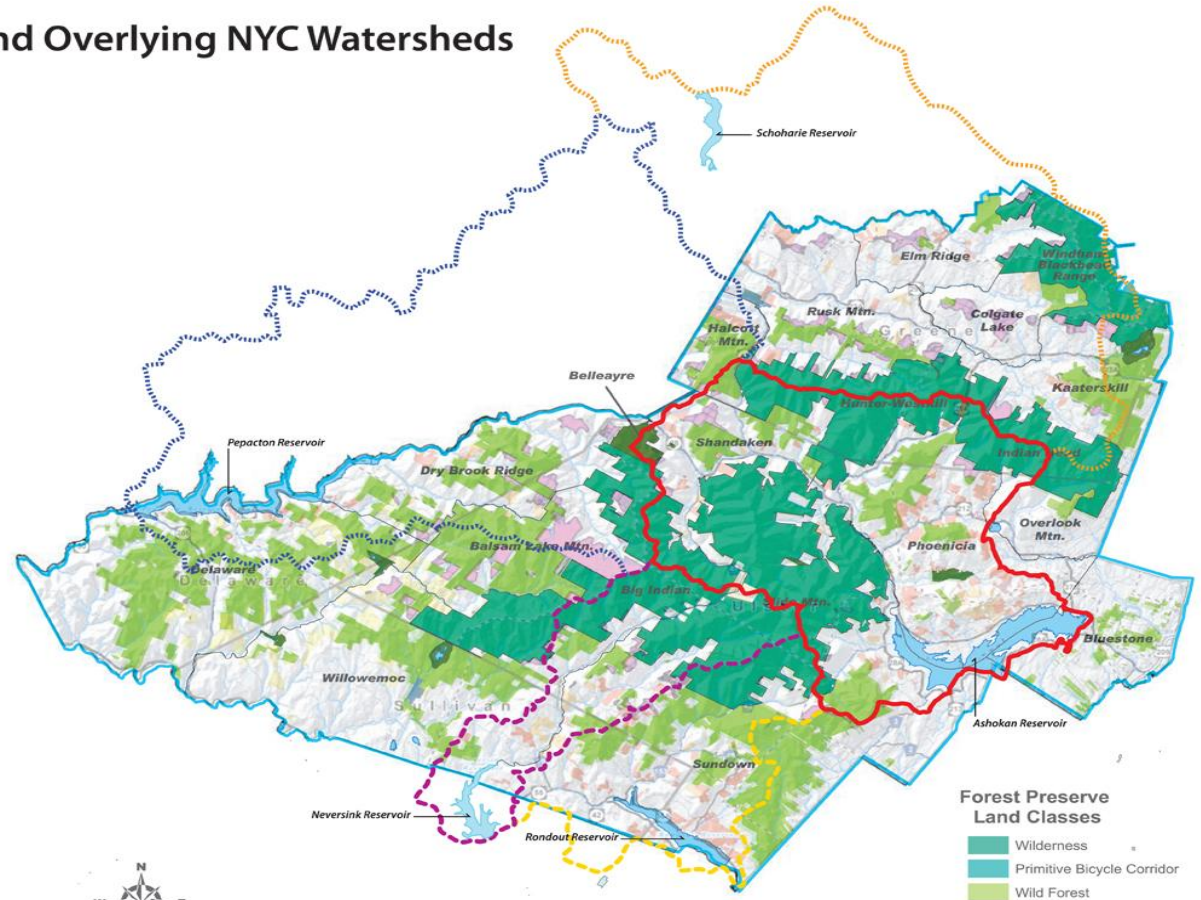 nd Overlying NYC Watersheds
Schoharie Reservoir
Elm Ridge
Windham
Blackhead
Range
Rusk Mtn.
Colgate
Lake
Greene
Halcott
Mtn.
Belleayre
Kaaterskill
Hunter-Westkill
Shandaken
Indian Head
Pepacton Reservoir
Dry Brook Ridge
Overlook
Mtn.
Phoenicia
Balsam Lake Mtn.
Delaware
Delaware
Big Indian
Slide Mtn.
Bluestone
Willowemoc
Sullivan
Ashokan Reservoir
Sundown
Neversink Reservoir
Rondout Reservoir
Forest Preserve
Land Classes
Wilderness
Primitive Bicycle Corridor
Wild Forest
N